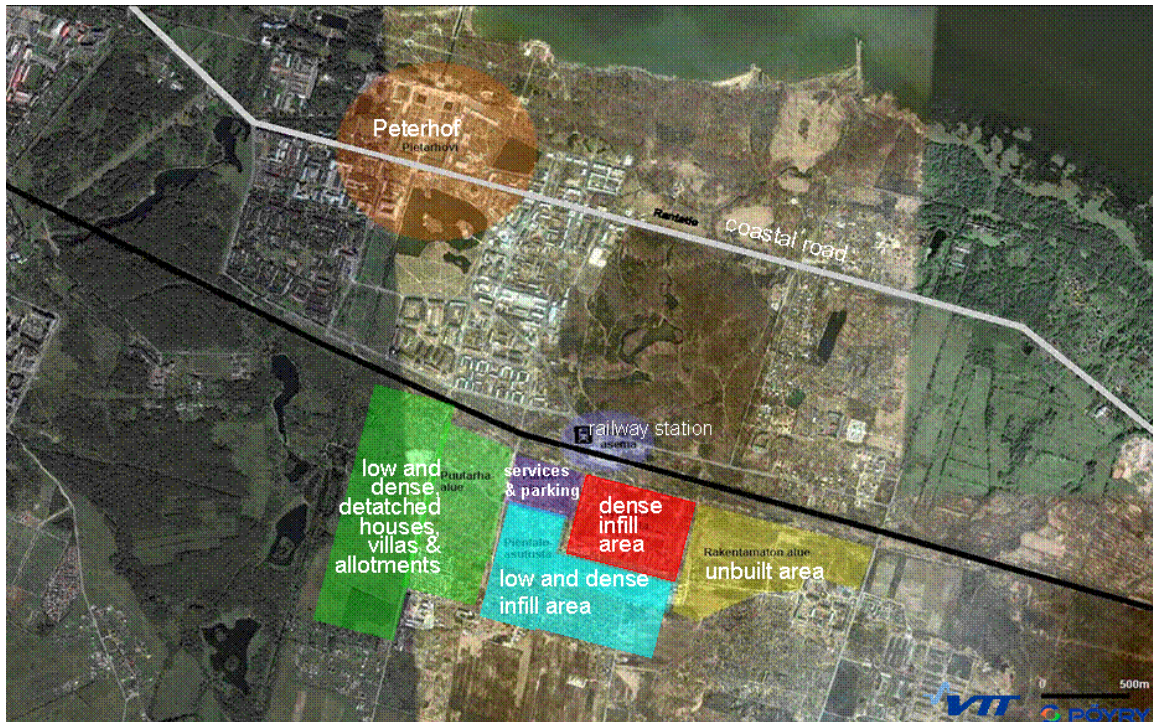 Peterhof
Pietarhovi
Rantatie
coastal road
railway station
asema
low and
dense,
detatched
houses,
villas &
allotments
Puutarha-
alue
services
& parking
dense
infill
area
Pientalo-
asutusta
low and dense
infill area
Rakentamaton alue
unbuilt area
0
500m
VTT
PÖYRY